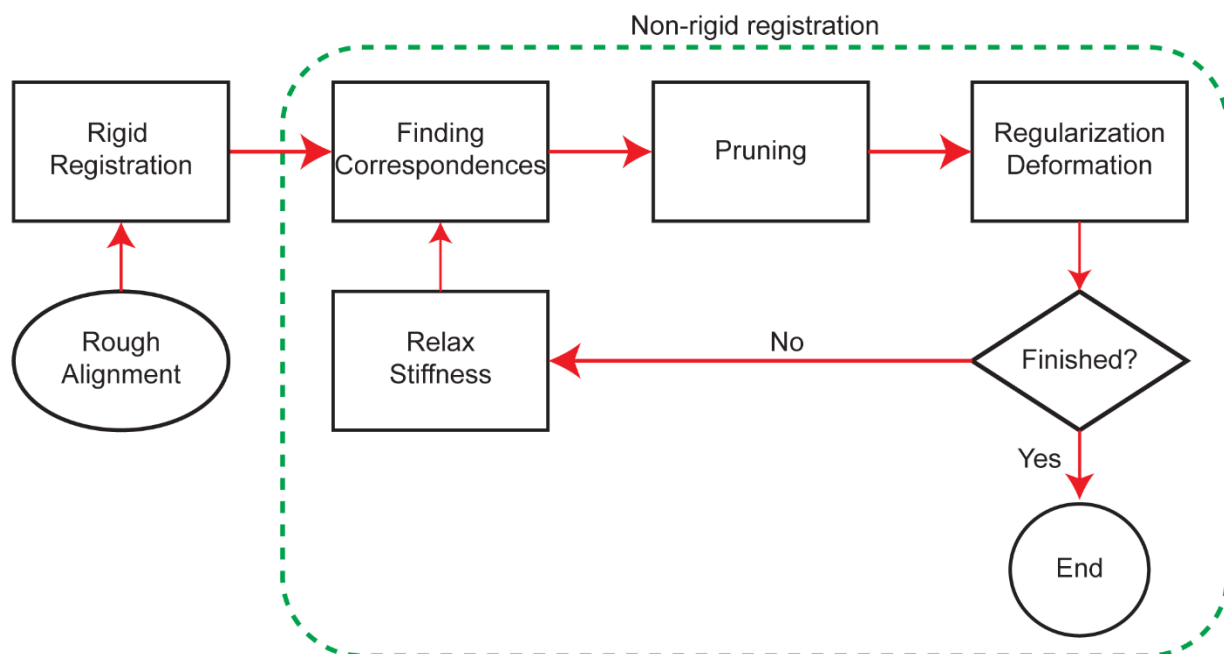 Non-rigid registration
Rigid
Registration
Finding
Correspondences
Pruning
Regularization
Deformation
Rough
Alignment
Relax
Stiffness
No
Finished?
Yes
End